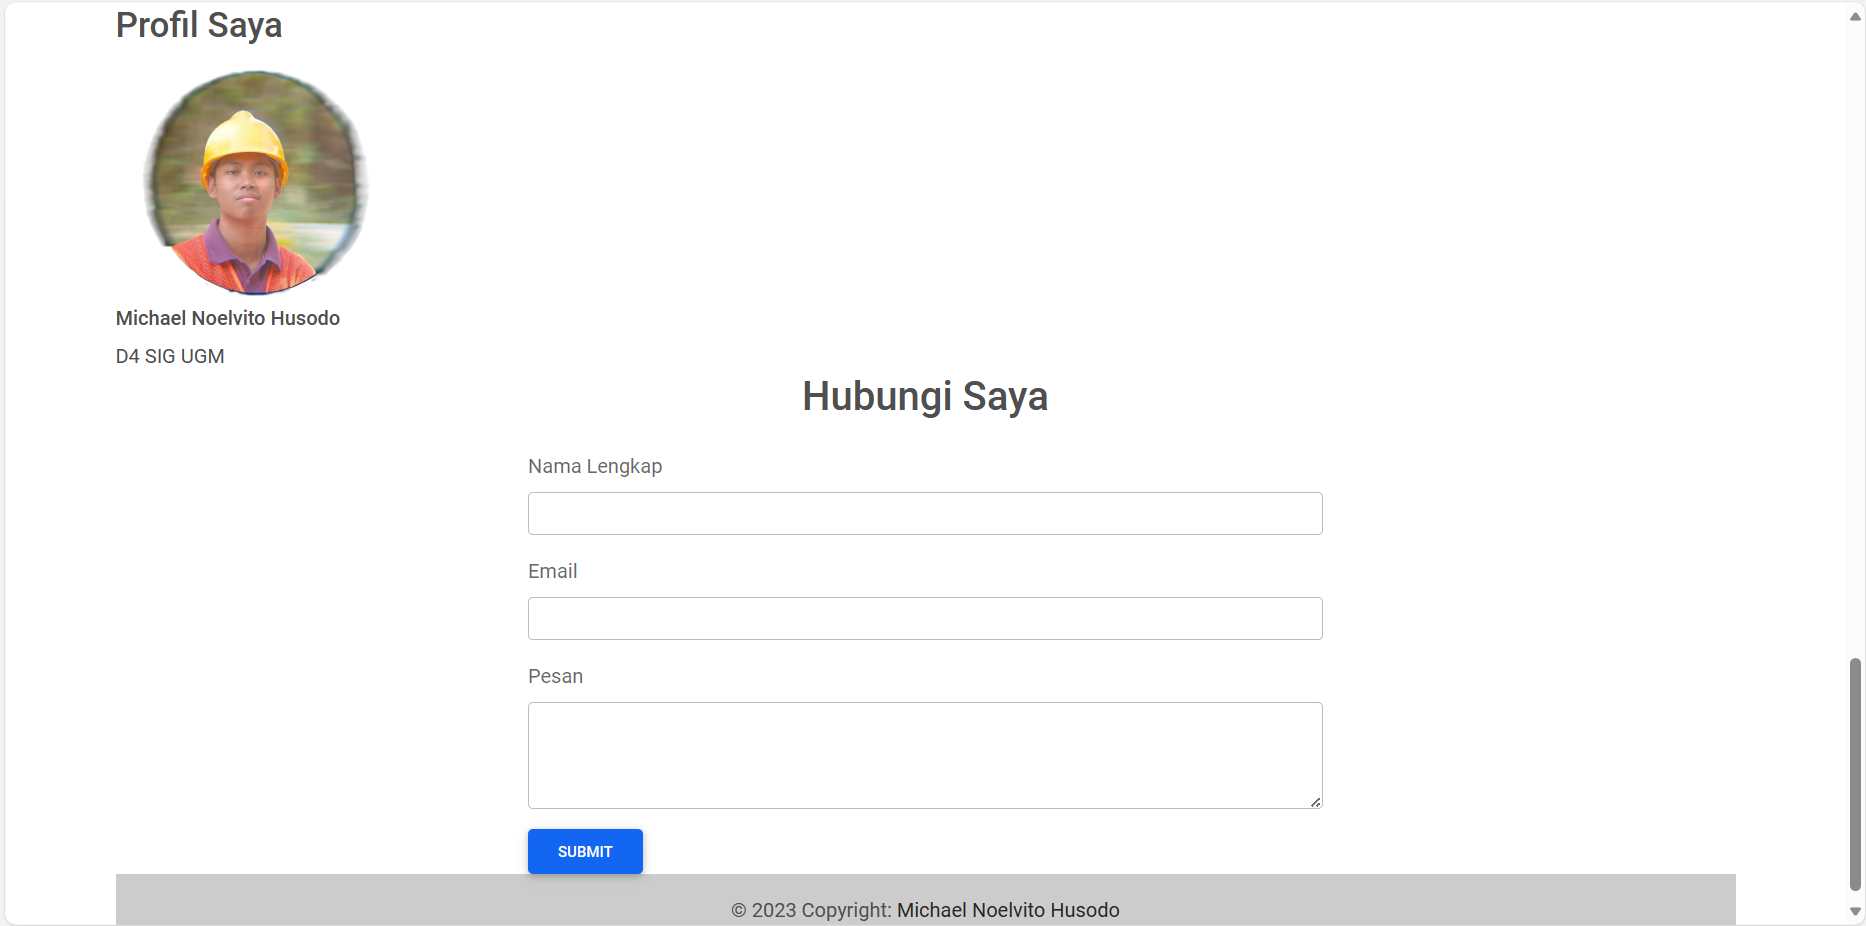 Profil Saya
Michael Noelvito Husodo
D4 SIG UGM
Hubungi Saya
Nama Lengkap
Email
Pesan
SUBMIT
© 2023 Copyright: Michael Noelvito Husodo